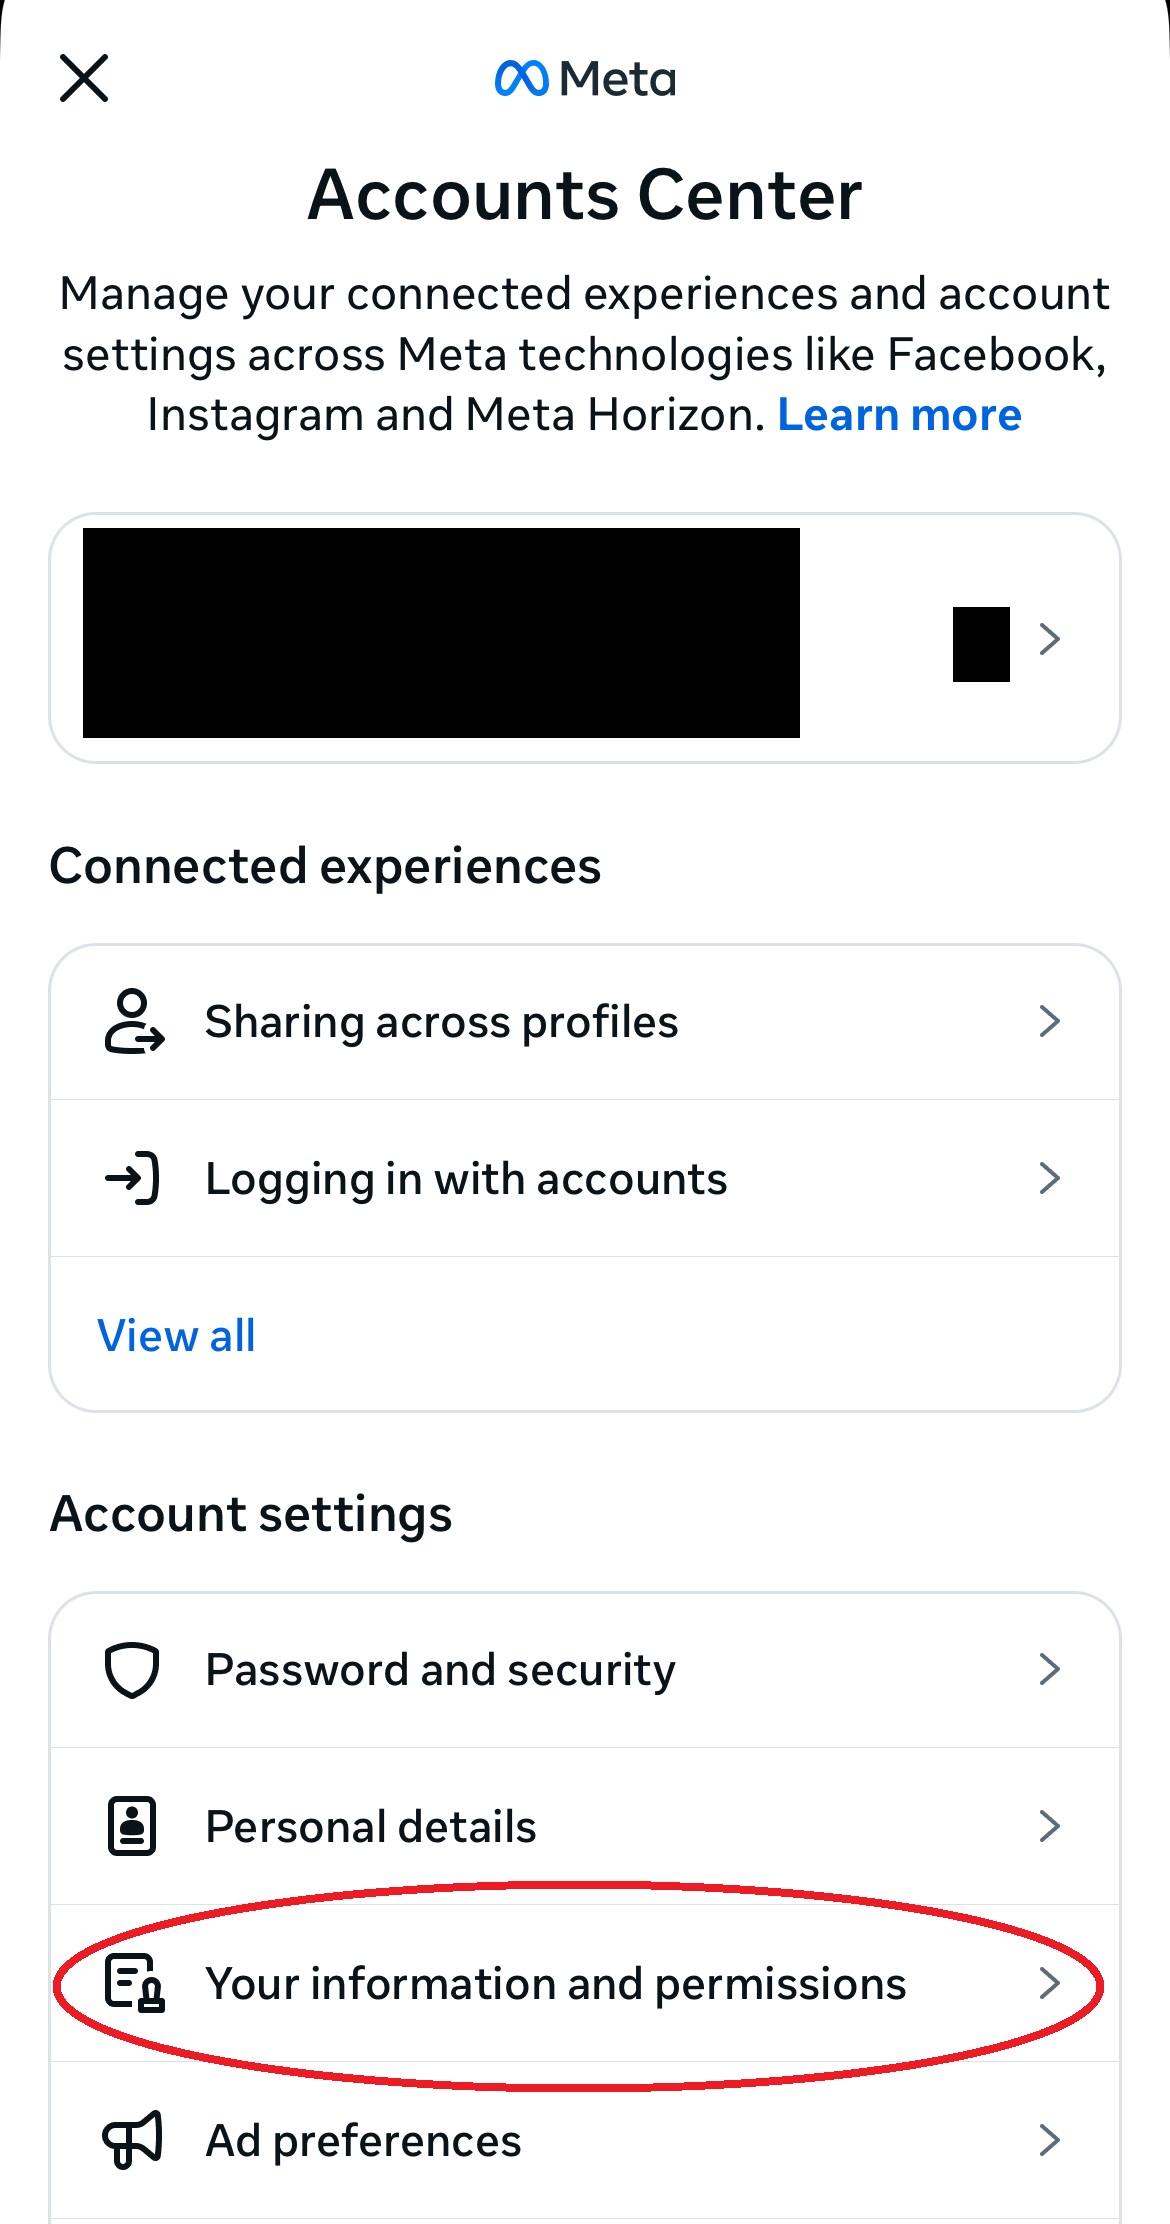 Meta
Accounts Center
Manage your connected experiences and account
settings across Meta technologies like Facebook,
Instagram and Meta Horizon. Learn more
Connected experiences
Sharing across profiles
Logging in with accounts
View all
Account settings
Password and security
Personal details
Your information and permissions
Ad preferences